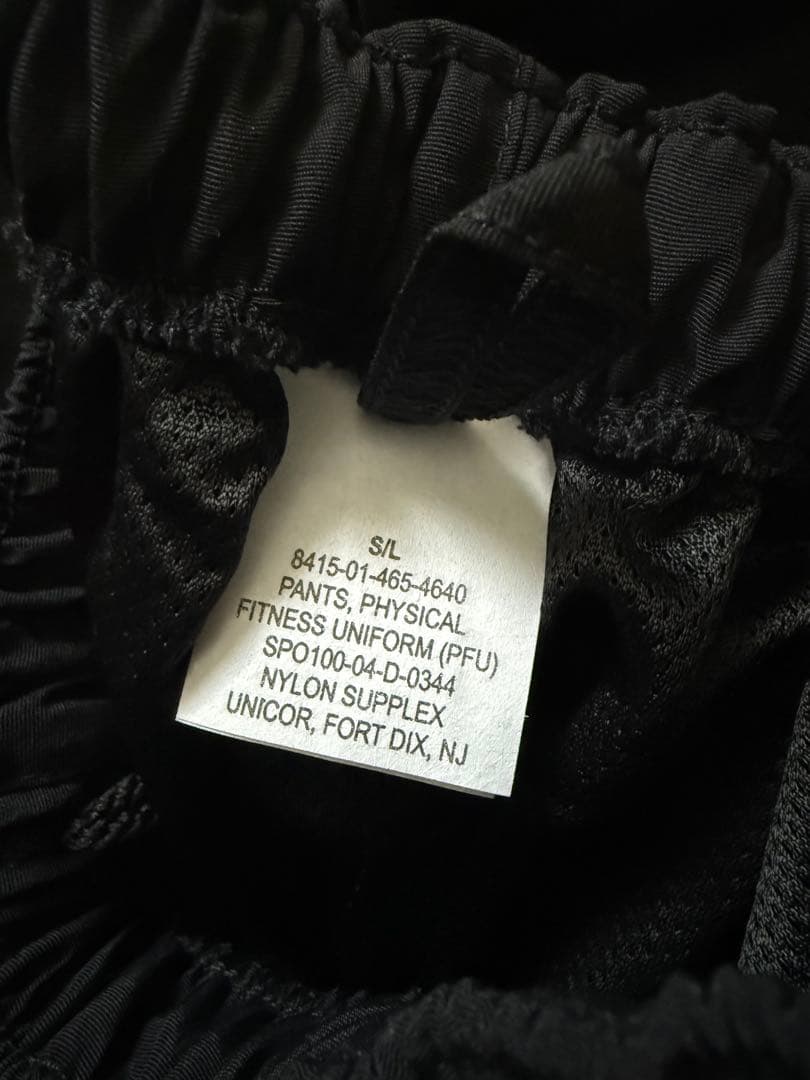 S/L
8415-01-465-4640
PANTS, PHYSICAL
FITNESS UNIFORM (PFU)
SPO100-04-D-0344
NYLON SUPPLEX
UNICOR, FORT DIX, NJ